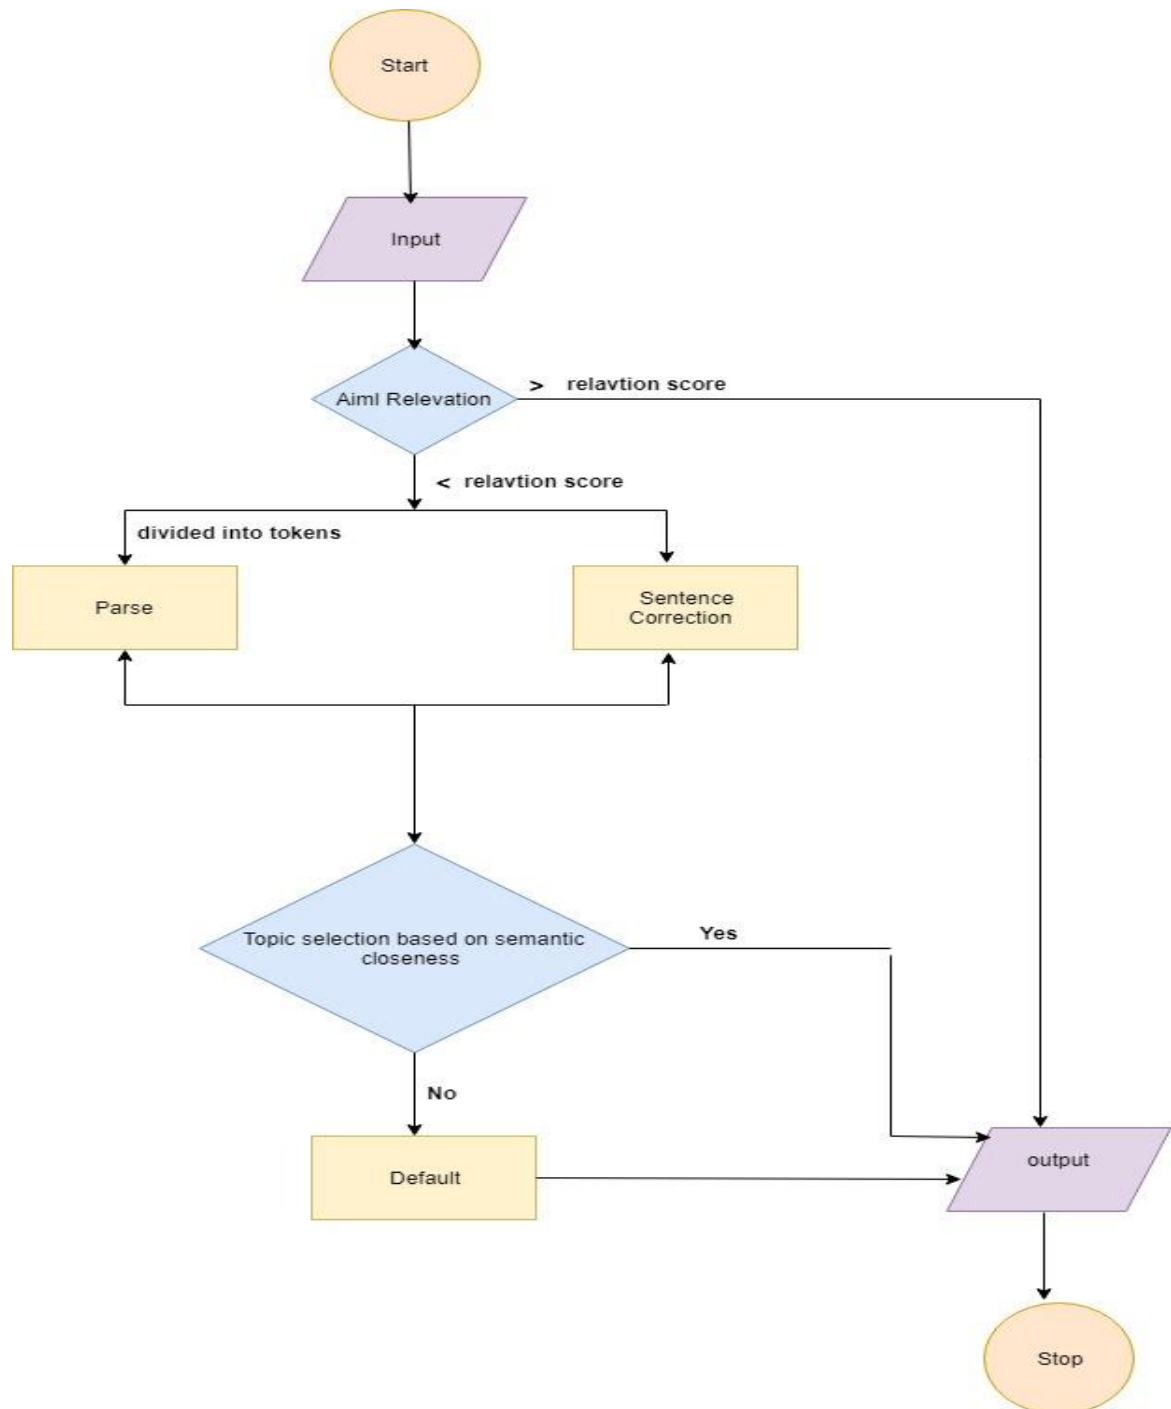 Start
Input
Aiml Relevation
> relavtion score
< relavtion score
divided into tokens
Parse
Sentence
Correction
Topic selection based on semantic
closeness
Yes
No
Default
output
Stop